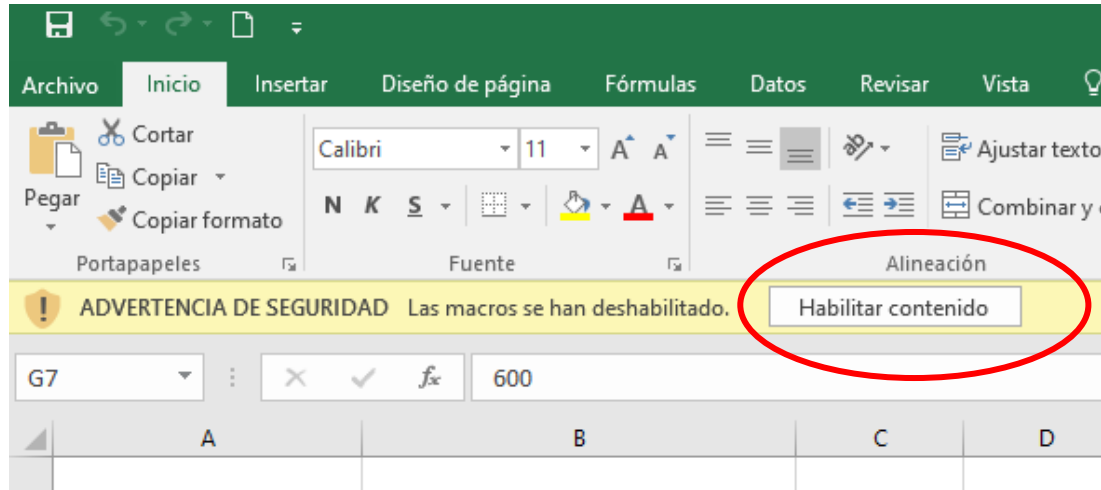 Archivo Inicio Insertar Diseño de página Fórmulas Datos Revisar Vista
Pegar
Cortar
Copiar
Copiar formato
Portapapeles
Calibri 11 A A
N K S A
Fuente
Ajustar texto
Combinar y
Alineación
ADVERTENCIA DE SEGURIDAD Las macros se han deshabilitado. Habilitar contenido
G7 fx 600
A B C D